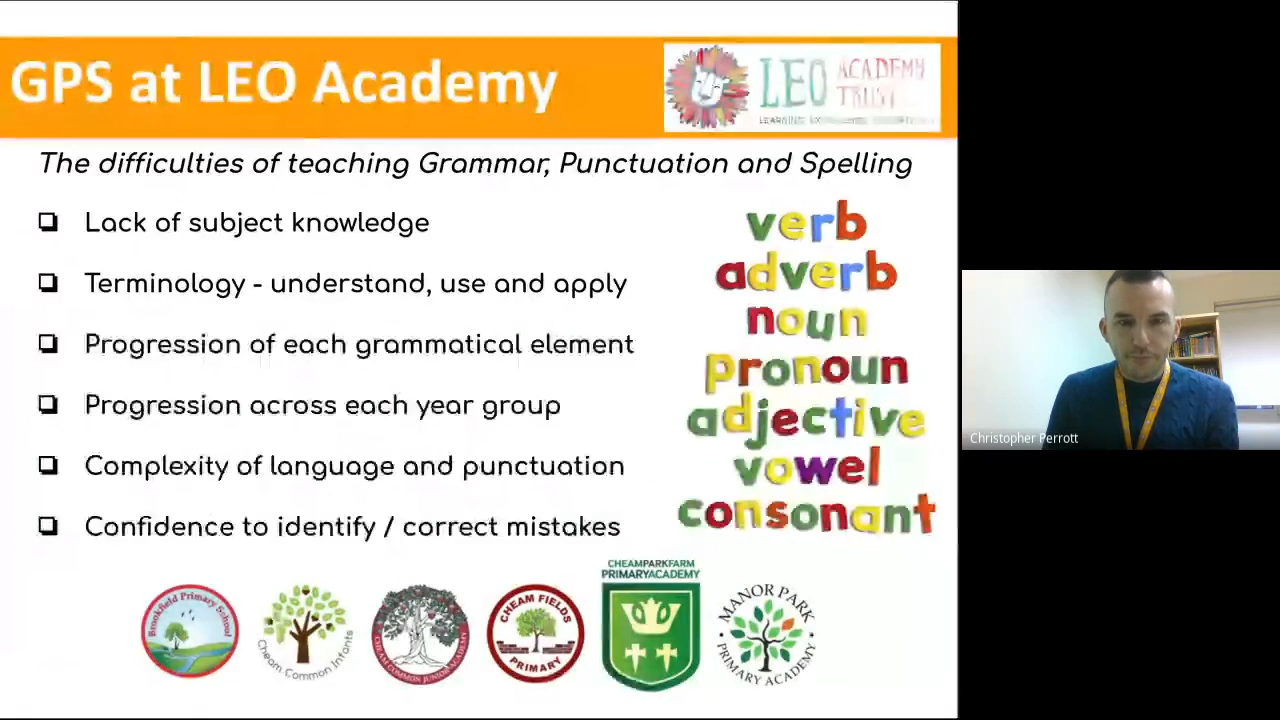 GPS at LEO Academy
LEO ACADEMY
TRUST
The difficulties of teaching Grammar, Punctuation and Spelling
Lack of subject knowledge
Terminology - understand, use and apply
Progression of each grammatical element
Progression across each year group
Complexity of language and punctuation
Confidence to identify / correct mistakes
verb
adverb
noun
pronoun
adjective
vowel
consonant
Christopher Perrott
Brookfield Primary School
Cheam Common Infants
CHEAM COMMON JUNIOR ACADEMY
CHEAM FIELDS
PRIMARY
CHEAMPARKFARM
PRIMARYACADEMY
MANOR PARK
PRIMARY ACADEMY